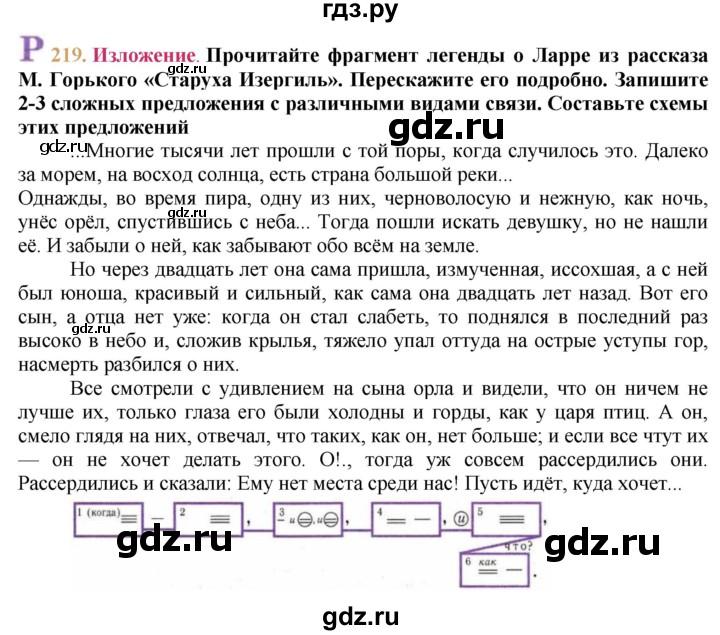 гдз.ру
Р 219. Изложение. Прочитайте фрагмент легенды о Ларре из рассказа
М. Горького «Старуха Изергиль». Перескажите его подробно. Запишите
2-3 сложных предложения с различными видами связи. Составьте схемы
этих предложений
gdz.ru
gdz.ru
gdz.ru
...Многие тысячи лет прошли с той поры, когда случилось это. Далеко
за морем, на восход солнца, есть страна большой реки...
Однажды, во время пира, одну из них, черноволосую и нежную, как ночь,
унёс орёл, спустившись с неба... Тогда пошли искать девушку, но не нашли
её. И забыли о ней, как забывают обо всём на земле.
gdz.ru
gdz.ru
Но через двадцать лет она сама пришла, измученная, иссохшая, а с ней
был юноша, красивый и сильный, как сама она двадцать лет назад. Вот его
сын, а отца нет уже: когда он стал слабеть, то поднялся в последний раз
высоко в небо и, сложив крылья, тяжело упал оттуда на острые уступы гор,
насмерть разбился о них.
gdz.ru
Все смотрели с удивлением на сына орла и видели, что он ничем не
лучше их, только глаза его были холодны и горды, как у царя птиц. А он,
смело глядя на них, отвечал, что таких, как он, нет больше; и если все чтут их
— он не хочет делать этого. О!., тогда уж совсем рассердились они.
Рассердились и сказали: Ему нет места среди нас! Пусть идёт, куда хочет...
gdz.ru
gdz.ru
1 (когда) – 2 , 3 – и , и , 4 – , и 5 ,
что?
6 как – .
gdz.ru
gdz.ru
gdz.ru